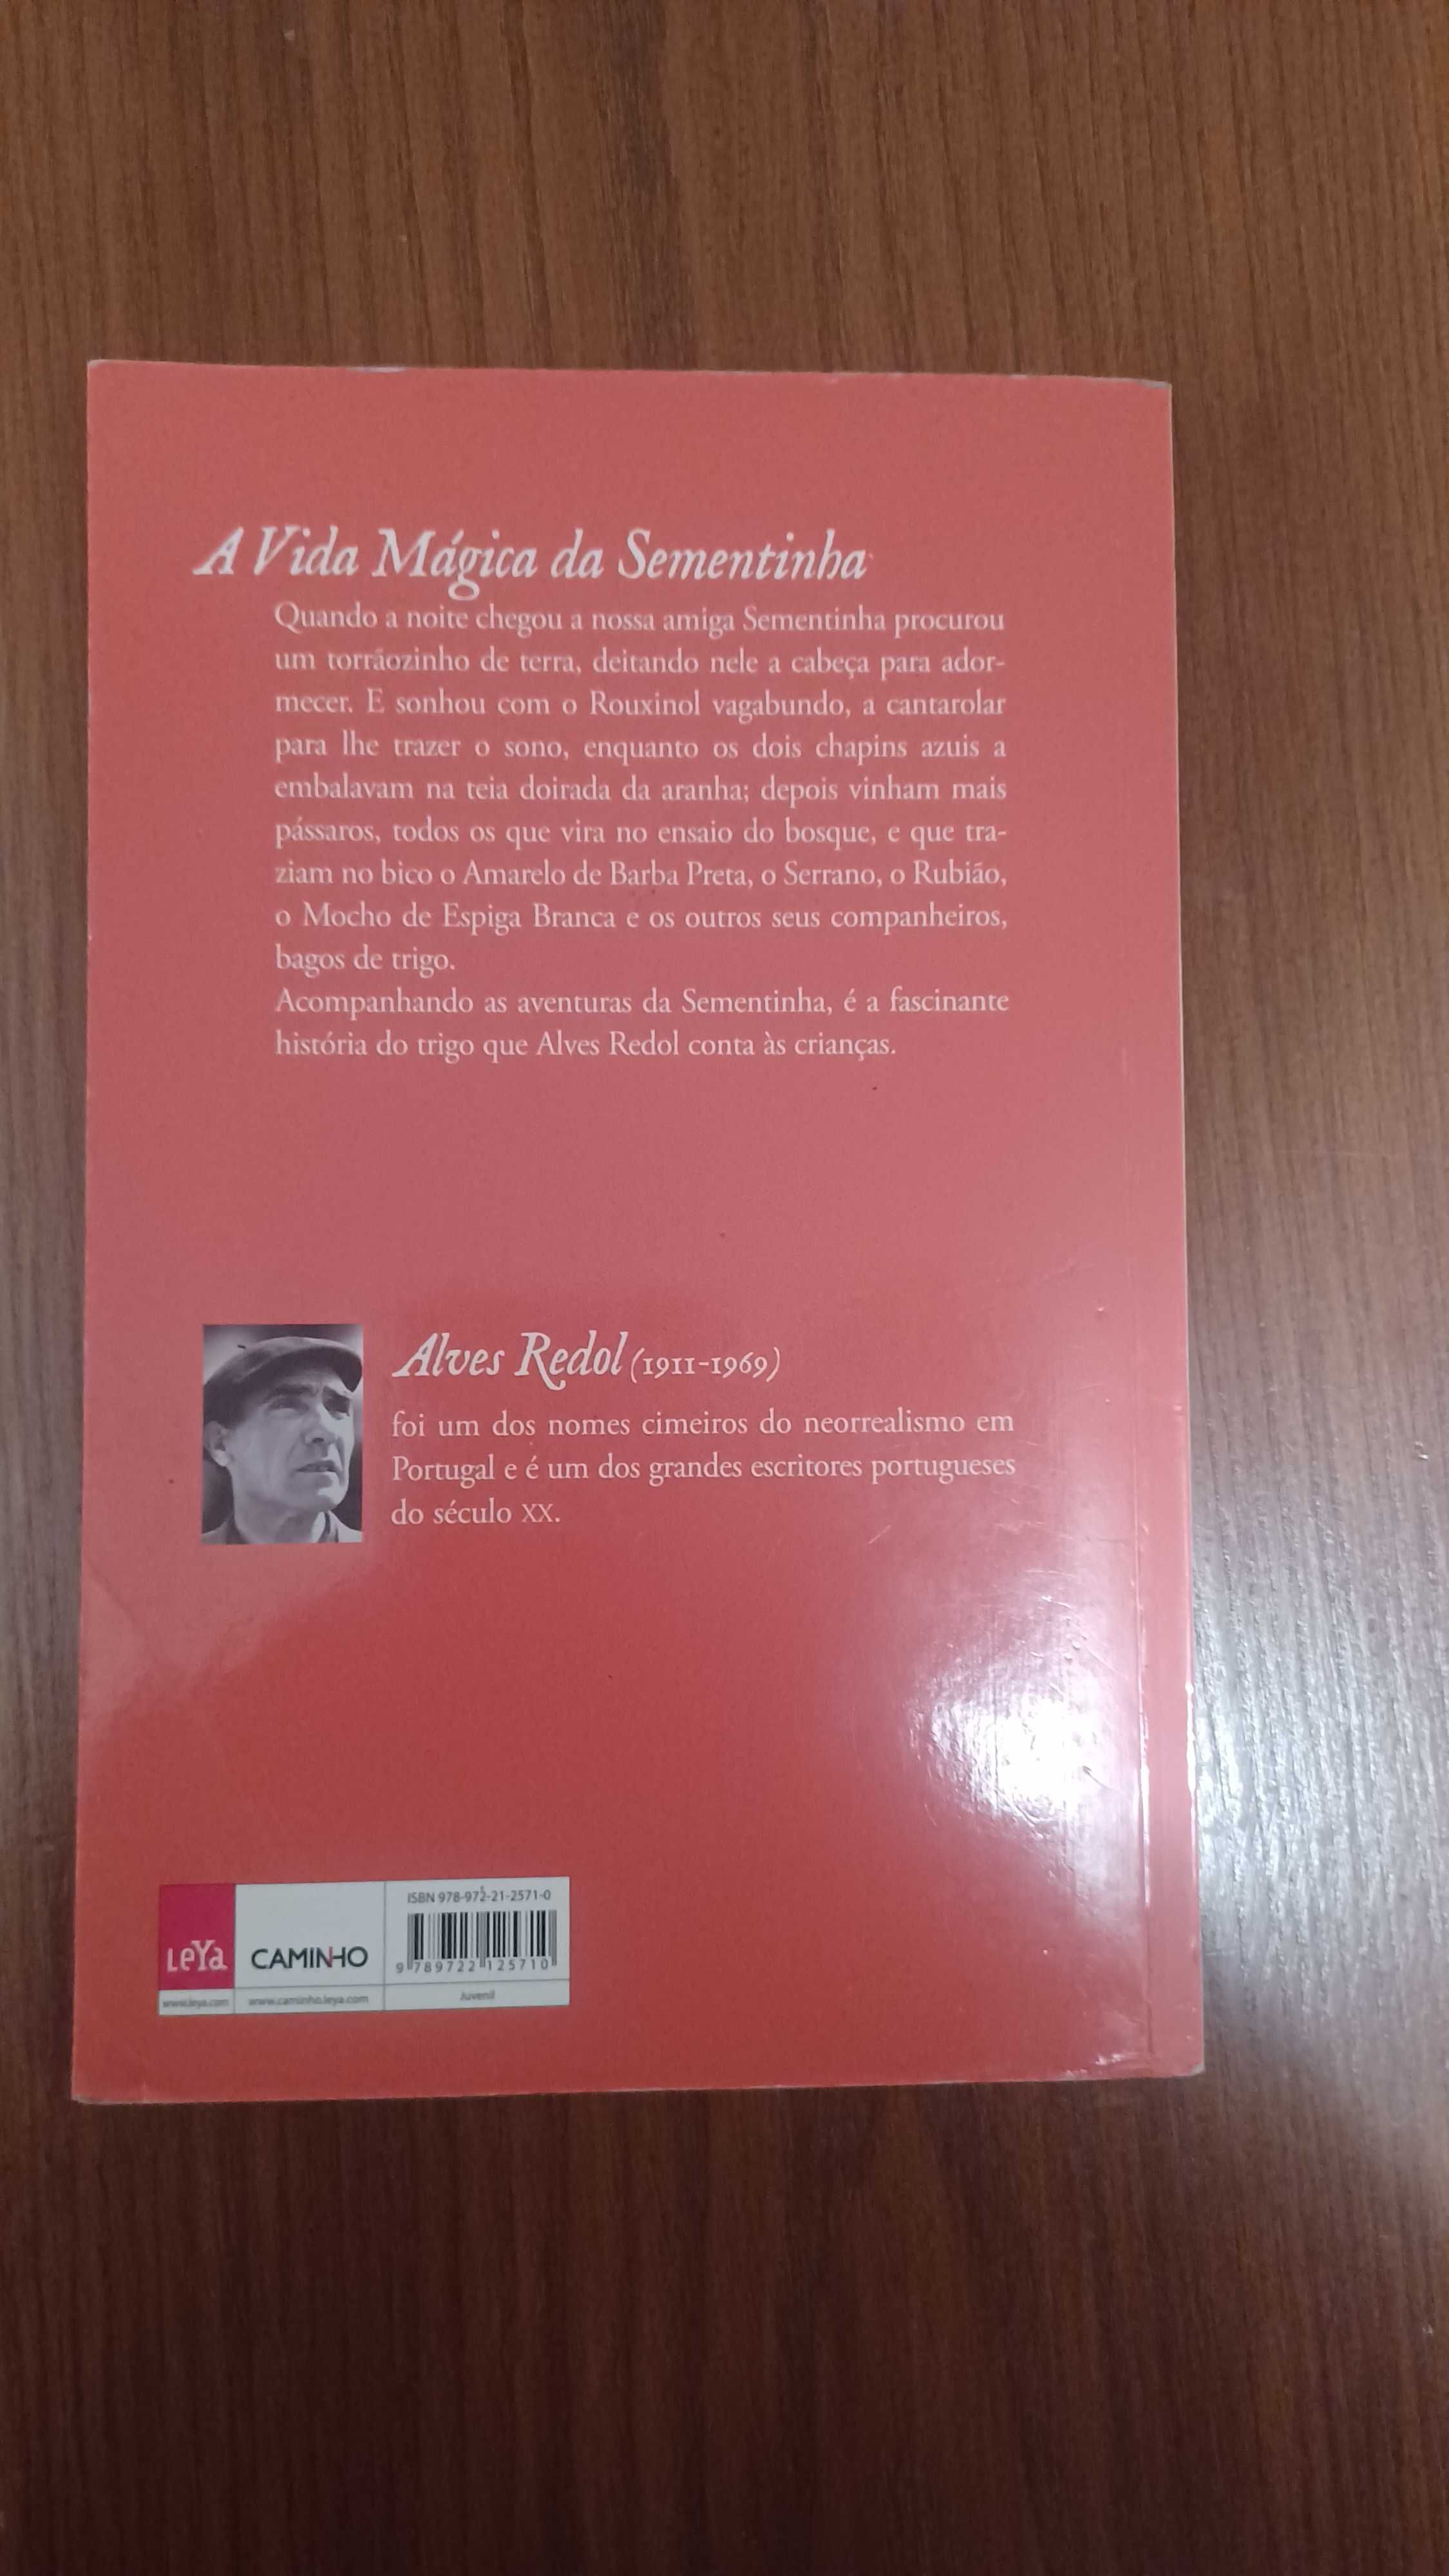 A Vida Mágica da Sementinha
Quando a noite chegou a nossa amiga Sementinha procurou
um torrãozinho de terra, deitando nele a cabeça para ador-
mecer. E sonhou com o Rouxinol vagabundo, a cantarolar
para lhe trazer o sono, enquanto os dois chapins azuis a
embalavam na teia doirada da aranha; depois vinham mais
pássaros, todos os que vira no ensaio do bosque, e que tra-
ziam no bico o Amarelo de Barba Preta, o Serrano, o Rubião,
o Mocho de Espiga Branca e os outros seus companheiros,
bagos de trigo.
Acompanhando as aventuras da Sementinha, é a fascinante
história do trigo que Alves Redol conta às crianças.
Alves Redol (1911-1969)
foi um dos nomes cimeiros do neorrealismo em
Portugal e é um dos grandes escritores portugueses
do século XX.
LeYa
www.leya.com
CAMINHO
www.caminho.leya.com
ISBN 978-972-21-2571-0
9 789722 125710
Juvenil